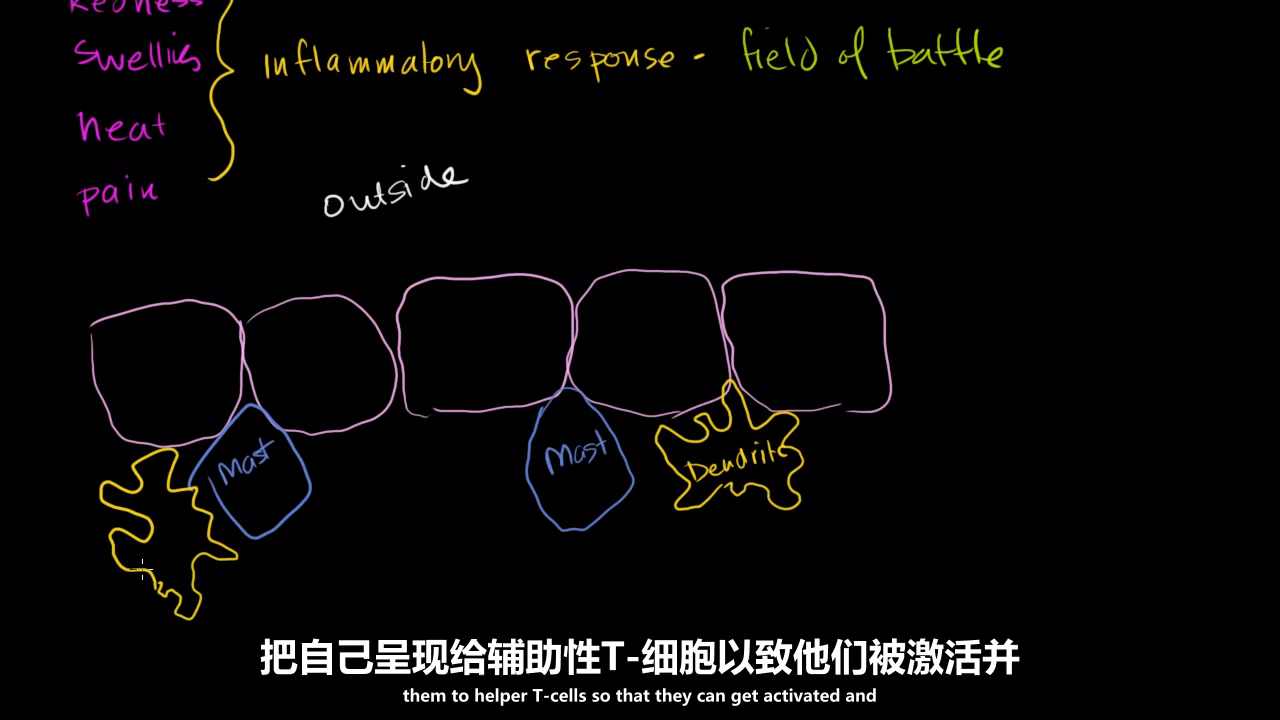 Redness
Swelling
inflammatory response - field of battle
heat
pain
outside
Mast
Mast
Dendrite
把自己呈现给辅助性T-细胞以致他们被激活并
them to helper T-cells so that they can get activated and